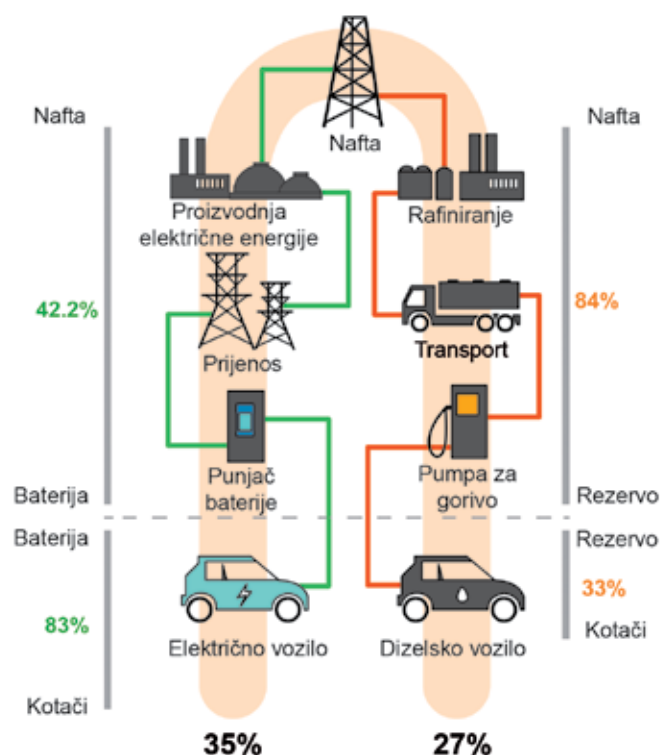 Nafta
Nafta
Nafta
Proizvodnja
električne energije
Rafiniranje
42.2%
84%
Prijenos
Transport
Punjač
baterije
Pumpa za
gorivo
Baterija
Rezervo
Baterija
Rezervo
83%
33%
Električno vozilo
Dizelsko vozilo
Kotači
Kotači
35%
27%